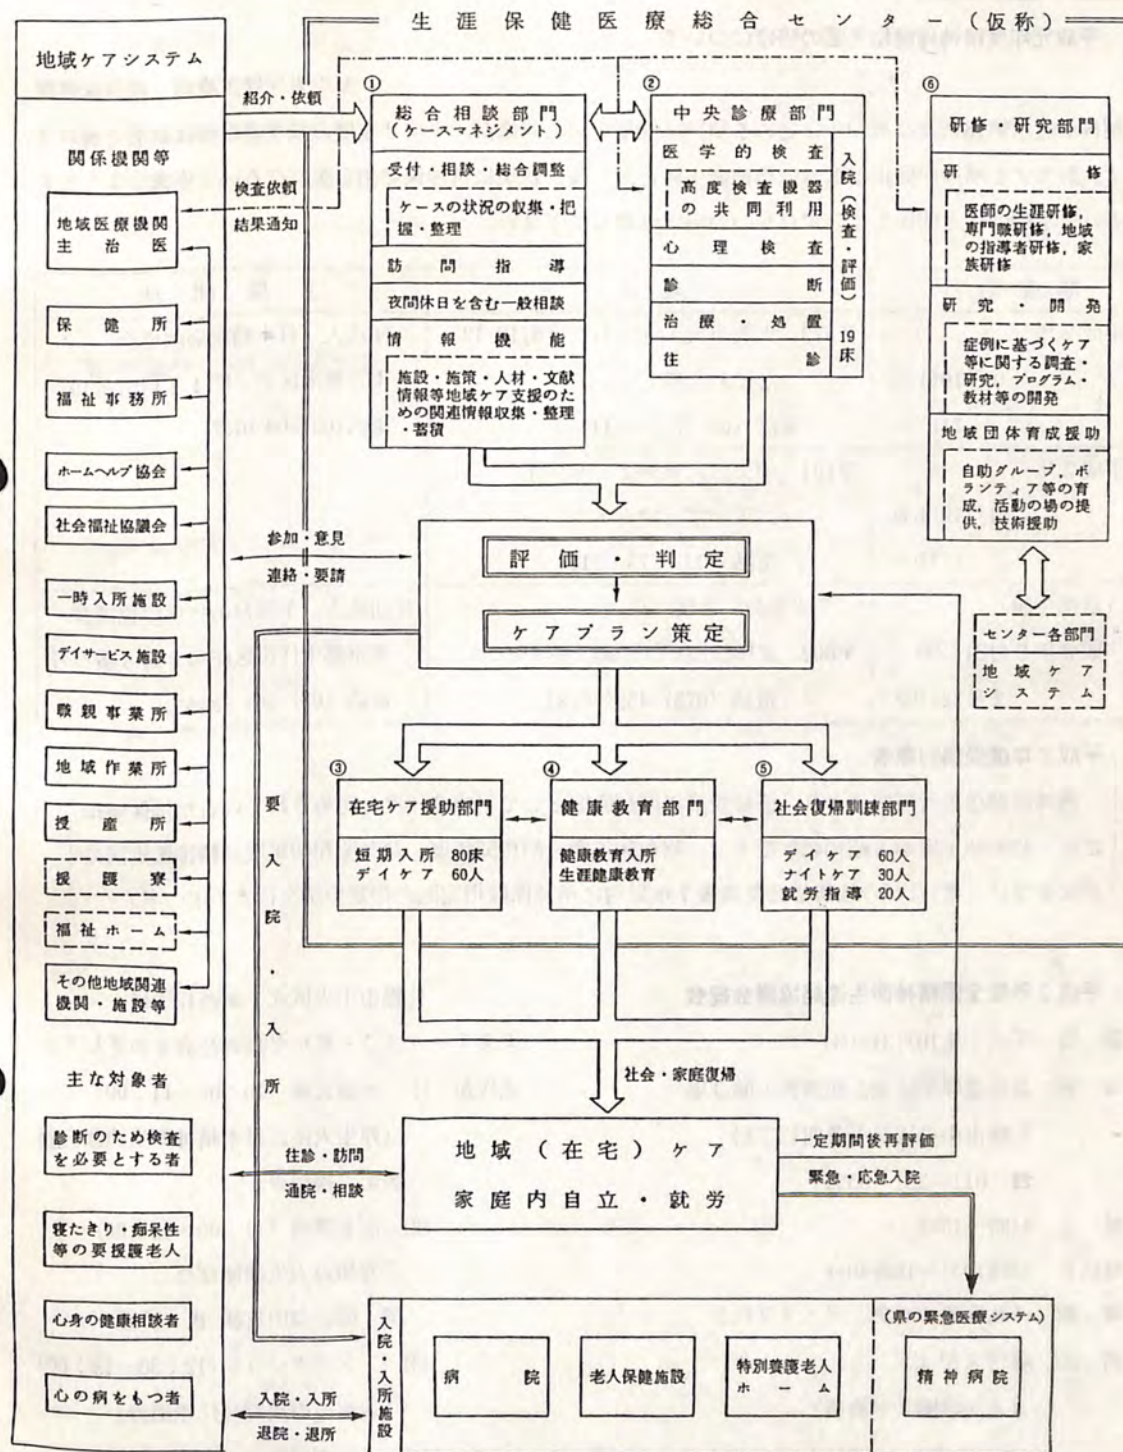 生涯保健医療総合センター(仮称)
地域ケアシステム
関係機関等
地域医療機関
主治医
保健所
福祉事務所
ホームヘルプ協会
社会福祉協議会
一時入所施設
デイサービス施設
職親事業所
地域作業所
授産所
援護寮
福祉ホーム
その他地域関連
機関・施設等
主な対象者
診断のため検査
を必要とする者
寝たきり・痴呆性
等の要援護老人
心身の健康相談者
心の病をもつ者
紹介・依頼
検査依頼
結果通知
参加・意見
連絡・要請
要入院・入所
住診・訪問
通院・相談
入院・入所
退院・退所
①
総合相談部門
(ケースマネジメント)
受付・相談・総合調整
ケースの状況の収集・把
握・整理
訪問指導
夜間休日を含む一般相談
情報機能
施設・施策・人材・文献
情報等地域ケア支援のた
めの関連情報収集・整理
・蓄積
②
中央診療部門
医学的検査
高度検査機器
の共同利用
心理検査
診断
治療・処置
往診
入院(検査・評価)19床
⑥
研修・研究部門
研修
医師の生涯研修,
専門職研修, 地域
の指導者研修, 家
族研修
研究・開発
症例に基づくケア
等に関する調査・
研究, プログラム・
教材等の開発
地域団体育成援助
自助グループ, ボ
ランティア等の育
成, 活動の場の提
供, 技術援助
センター各部門
地域ケア
システム
評価・判定
ケアプラン策定
③
在宅ケア援助部門
短期入所 80床
デイケア 60人
④
健康教育部門
健康教育入所
生涯健康教育
⑤
社会復帰訓練部門
デイケア 60人
ナイトケア 30人
就労指導 20人
社会・家庭復帰
地域(在宅)ケア
家庭内自立・就労
一定期間後再評価
緊急・応急入院
入院・入所施設
病院
老人保健施設
特別養護老人
ホーム
(県の緊急医療システム)
精神病院